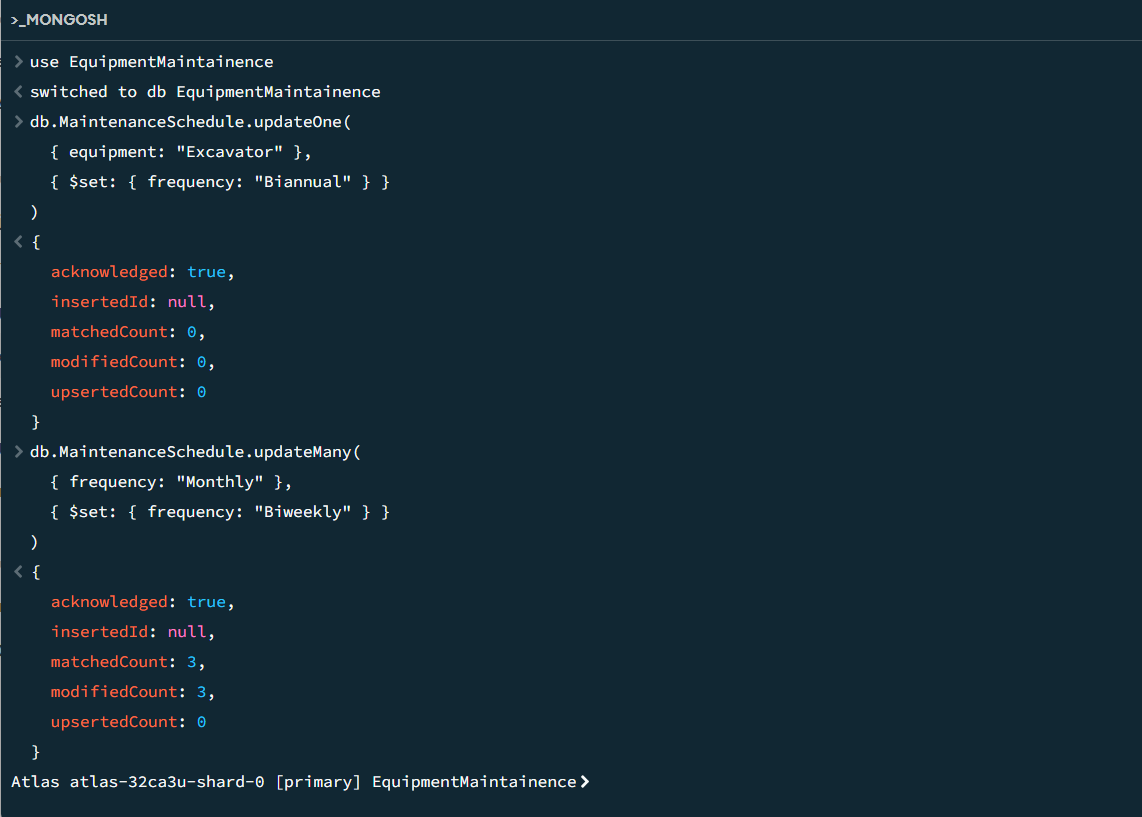 >_MONGOSH
> use EquipmentMaintainence
< switched to db EquipmentMaintainence
> db.MaintenanceSchedule.updateOne(
{ equipment: "Excavator" },
{ $set: { frequency: "Biannual" } }
)
< {
acknowledged: true,
insertedId: null,
matchedCount: 0,
modifiedCount: 0,
upsertedCount: 0
}
> db.MaintenanceSchedule.updateMany(
{ frequency: "Monthly" },
{ $set: { frequency: "Biweekly" } }
)
< {
acknowledged: true,
insertedId: null,
matchedCount: 3,
modifiedCount: 3,
upsertedCount: 0
}
Atlas atlas-32ca3u-shard-0 [primary] EquipmentMaintainence>